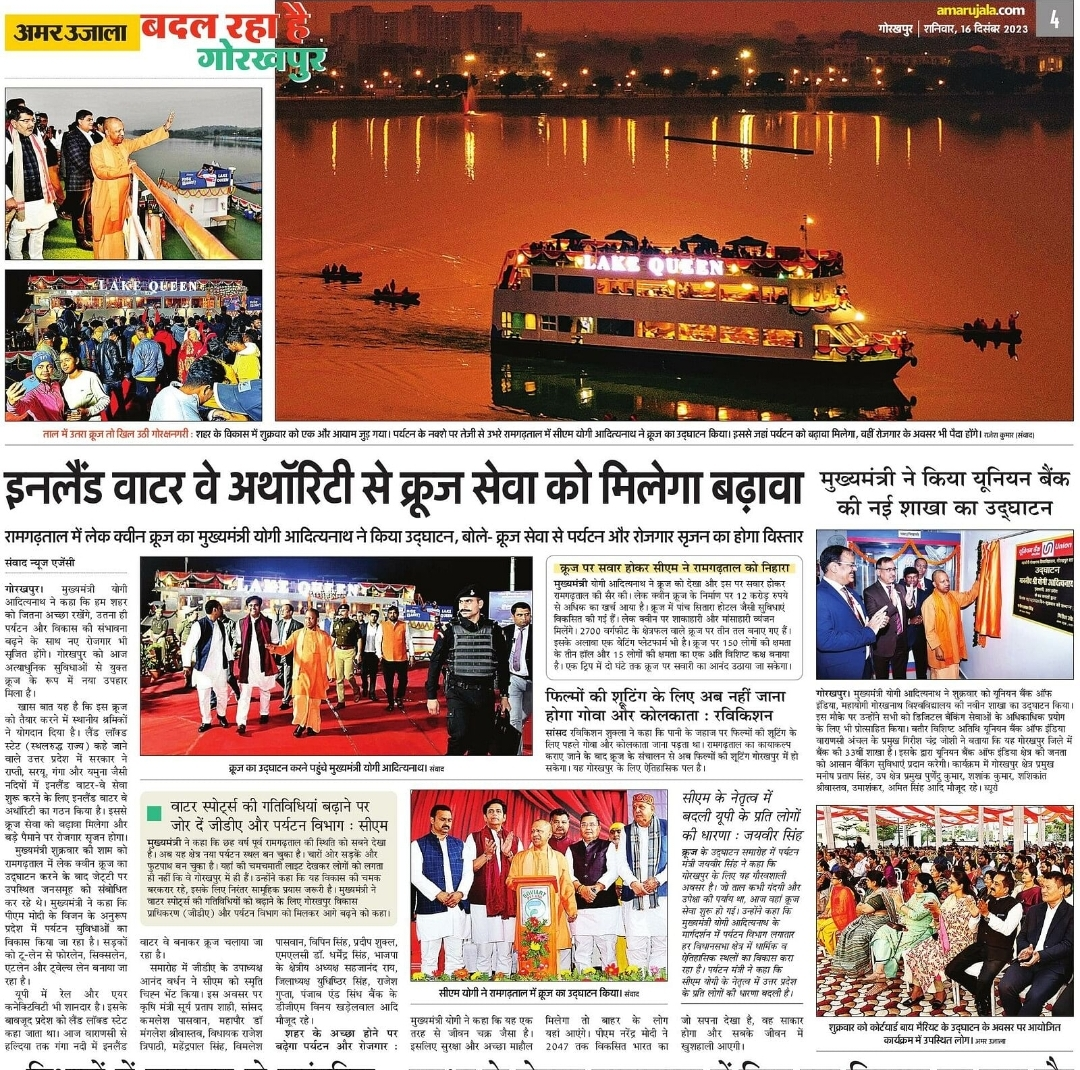 अमर उजाला
बदल रहा है
गोरखपुर
amarujala.com
गोरखपुर | शनिवार, 16 दिसंबर 2023
4
LAKE QUEEN
LAKE QUEEN
ताल में उतरा क्रूज तो खिल उठी गोरक्षनगरी : शहर के विकास में शुक्रवार को एक और आयाम जुड़ गया। पर्यटन के नक्शे पर तेजी से उभरे रामगढ़ताल में सीएम योगी आदित्यनाथ ने क्रूज का उद्घाटन किया। इससे जहां पर्यटन को बढ़ावा मिलेगा, वहीं रोजगार के अवसर भी पैदा होंगे। राजेश कुमार (संवाद)
इनलैंड वाटर वे अथॉरिटी से क्रूज सेवा को मिलेगा बढ़ावा
रामगढ़ताल में लेक क्वीन क्रूज का मुख्यमंत्री योगी आदित्यनाथ ने किया उद्घाटन, बोले- क्रूज सेवा से पर्यटन और रोजगार सृजन का होगा विस्तार
संवाद न्यूज एजेंसी
गोरखपुर। मुख्यमंत्री योगी
आदित्यनाथ ने कहा कि हम शहर
को जितना अच्छा रखेंगे, उतना ही
पर्यटन और विकास की संभावना
बढ़ने के साथ नए रोजगार भी
सृजित होंगे। गोरखपुर को आज
अत्याधुनिक सुविधाओं से युक्त
क्रूज के रूप में नया उपहार
मिला है।
खास बात यह है कि इस क्रूज
को तैयार करने में स्थानीय श्रमिकों
ने योगदान दिया है। लैंड लॉक्ड
स्टेट (स्थलरुद्ध राज्य) कहे जाने
वाले उत्तर प्रदेश में सरकार ने
राप्ती, सरयू, गंगा और यमुना जैसी
नदियों में इनलैंड वाटर-वे सेवा
शुरू करने के लिए इनलैंड वाटर वे
अथॉरिटी का गठन किया है। इससे
क्रूज सेवा को बढ़ावा मिलेगा और
बड़े पैमाने पर रोजगार सृजन होगा।
मुख्यमंत्री शुक्रवार की शाम को
रामगढ़ताल में लेक क्वीन क्रूज का
उद्घाटन करने के बाद जेट्टी पर
उपस्थित जनसमूह को संबोधित
कर रहे थे। मुख्यमंत्री ने कहा कि
पीएम मोदी के विजन के अनुरूप
प्रदेश में पर्यटन सुविधाओं का
विकास किया जा रहा है। सड़कों
को टू-लेन से फोरलेन, सिक्सलेन,
एटलेन और ट्वेल्व लेन बनाया जा
रहा है।
यूपी में रेल और एयर
कनेक्टिविटी भी शानदार है। इसके
बावजूद प्रदेश को लैंड लॉक्ड स्टेट
कहा जाता था। आज वाराणसी से
हल्दिया तक गंगा नदी में इनलैंड
LAKE QUEEN
क्रूज का उद्घाटन करने पहुंचे मुख्यमंत्री योगी आदित्यनाथ। संवाद
वाटर स्पोर्ट्स की गतिविधियां बढ़ाने पर
जोर दें जीडीए और पर्यटन विभाग : सीएम
मुख्यमंत्री ने कहा कि छह वर्ष पूर्व रामगढ़ताल की स्थिति को सबने देखा
है। अब यह क्षेत्र नया पर्यटन स्थल बन चुका है। चारों ओर सड़कें और
फुटपाथ बन चुका है। यहां की चमचमाती लाइट देखकर लोगों को लगता
ही नहीं कि ये गोरखपुर में ही हैं। उन्होंने कहा कि यह विकास की चमक
बरकरार रहे, इसके लिए निरंतर सामूहिक प्रयास जरूरी है। मुख्यमंत्री ने
वाटर स्पोर्ट्स की गतिविधियों को बढ़ाने के लिए गोरखपुर विकास
प्राधिकरण (जीडीए) और पर्यटन विभाग को मिलकर आगे बढ़ने को कहा।
वाटर वे बनाकर क्रूज चलाया जा
रहा है।
समारोह में जीडीए के उपाध्यक्ष
आनंद वर्धन ने सीएम को स्मृति
चिह्न भेंट किया। इस अवसर पर
कृषि मंत्री सूर्य प्रताप शाही, सांसद
कमलेश पासवान, महापौर डॉ
मंगलेश श्रीवास्तव, विधायक राजेश
त्रिपाठी, महेंद्रपाल सिंह, विमलेश
पासवान, विपिन सिंह, प्रदीप शुक्ल,
एमएलसी डॉ. धर्मेंद्र सिंह, भाजपा
के क्षेत्रीय अध्यक्ष सहजानंद राय,
जिलाध्यक्ष युधिष्ठिर सिंह, राजेश
गुप्ता, पंजाब एंड सिंध बैंक के
डीजीएम विनय खंडेलवाल आदि
मौजूद रहे।
शहर के अच्छा होने पर
बढ़ेगा पर्यटन और रोजगार :
क्रूज पर सवार होकर सीएम ने रामगढ़ताल को निहारा
मुख्यमंत्री योगी आदित्यनाथ ने क्रूज को देखा और इस पर सवार होकर
रामगढ़ताल की सैर की। लेक क्वीन क्रूज के निर्माण पर 12 करोड़ रुपये
से अधिक का खर्च आया है। क्रूज में पांच सितारा होटल जैसी सुविधाएं
विकसित की गई हैं। लेक क्वीन पर शाकाहारी और मांसाहारी व्यंजन
मिलेंगे। 2700 वर्गफीट के क्षेत्रफल वाले क्रूज पर तीन तल बनाए गए हैं।
इसके अलावा एक वेटिंग प्लेटफार्म भी है। क्रूज पर 150 लोगों की क्षमता
के तीन हॉल और 15 लोगों की क्षमता का एक अति विशिष्ट कक्ष बनाया
है। एक ट्रिप में दो घंटे तक क्रूज पर सवारी का आनंद उठाया जा सकेगा।
फिल्मों की शूटिंग के लिए अब नहीं जाना
होगा गोवा और कोलकाता : रविकिशन
सांसद रविकिशन शुक्ला ने कहा कि पानी के जहाज पर फिल्मों की शूटिंग के
लिए पहले गोवा और कोलकाता जाना पड़ता था। रामगढ़ताल का कायाकल्प
कराए जाने के बाद क्रूज के संचालन से अब फिल्मों की शूटिंग गोरखपुर में हो
सकेगा। यह गोरखपुर के लिए ऐतिहासिक पल है।
सीएम योगी ने रामगढ़ताल में क्रूज का उद्घाटन किया। संवाद
मुख्यमंत्री योगी ने कहा कि यह एक
तरह से जीवन चक्र जैसा है।
इसलिए सुरक्षा और अच्छा माहौल
मिलेगा तो बाहर के लोग
यहां आएंगे। पीएम नरेंद्र मोदी ने
2047 तक विकसित भारत का
जो सपना देखा है, वह साकार
होगा और सबके जीवन में
खुशहाली आएगी।
सीएम के नेतृत्व में
बदली यूपी के प्रति लोगों
की धारणा : जयवीर सिंह
क्रूज के उद्घाटन समारोह में पर्यटन
मंत्री जयवीर सिंह ने कहा कि
गोरखपुर के लिए यह गौरवशाली
अवसर है। जो ताल कभी गंदगी और
उपेक्षा की पर्याय था, आज वहां क्रूज
सेवा शुरू हो गई। उन्होंने कहा कि
मुख्यमंत्री योगी आदित्यनाथ के
मार्गदर्शन में पर्यटन विभाग लगातार
हर विधानसभा क्षेत्र में धार्मिक व
ऐतिहासिक स्थलों का विकास करा
रहा है। पर्यटन मंत्री ने कहा कि
सीएम योगी के नेतृत्व में उत्तर प्रदेश
के प्रति लोगों की धारणा बदली है।
मुख्यमंत्री ने किया यूनियन बैंक
की नई शाखा का उद्घाटन
Union
उद्घाटन
गोरखपुर। मुख्यमंत्री योगी आदित्यनाथ ने शुक्रवार को यूनियन बैंक ऑफ
इंडिया, महायोगी गोरखनाथ विश्वविद्यालय की नवीन शाखा का उद्घाटन किया।
इस मौके पर उन्होंने सभी को डिजिटल बैंकिंग सेवाओं के अधिकाधिक प्रयोग
के लिए भी प्रोत्साहित किया। बतौर विशिष्ट अतिथि यूनियन बैंक ऑफ इंडिया
वाराणसी अंचल के प्रमुख गिरीश चंद्र जोशी ने बताया कि यह गोरखपुर जिले में
बैंक की 33वीं शाखा है। इसके द्वारा यूनियन बैंक ऑफ इंडिया क्षेत्र की जनता
को आसान बैंकिंग सुविधाएं प्रदान करेगी। कार्यक्रम में गोरखपुर क्षेत्र प्रमुख
मनोष प्रताप सिंह, उप क्षेत्र प्रमुख पुर्णेंदु कुमार, शशांक कुमार, शशिकांत
श्रीवास्तव, उमाशंकर, अमित सिंह आदि मौजूद रहे। ब्यूरो
शुक्रवार को कोर्टयार्ड बाय मैरियट के उद्घाटन के अवसर पर आयोजित
कार्यक्रम में उपस्थित लोग। अमर उजाला